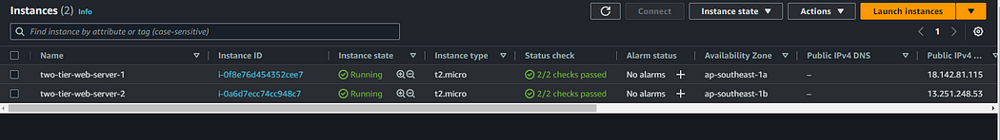 Instances (2) Info Connect Instance state Actions Launch instances
Find instance by attribute or tag (case-sensitive) 1
Name Instance ID Instance state Instance type Status check Alarm status Availability Zone Public IPv4 DNS Public IPv4 ...
two-tier-web-server-1 i-0f8e76d454352cee7 Running t2.micro 2/2 checks passed No alarms + ap-southeast-1a – 18.142.81.115
two-tier-web-server-2 i-0a6d7ecc74cc948c7 Running t2.micro 2/2 checks passed No alarms + ap-southeast-1b – 13.251.248.53